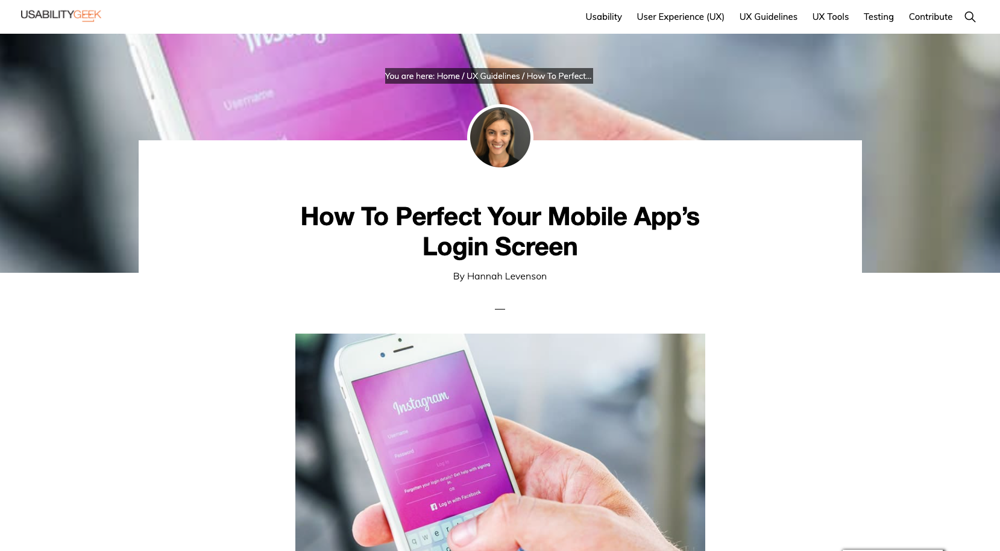 USABILITYGEEK
Usability
User Experience (UX)
UX Guidelines
UX Tools
Testing
Contribute
Instagram
Username
You are here: Home / UX Guidelines / How To Perfect...
How To Perfect Your Mobile App’s
Login Screen
By Hannah Levenson
Instagram
Username
Password
Log In
Forgotten your login details? Get help with signing
in.
OR
Log in with Facebook
q w e r